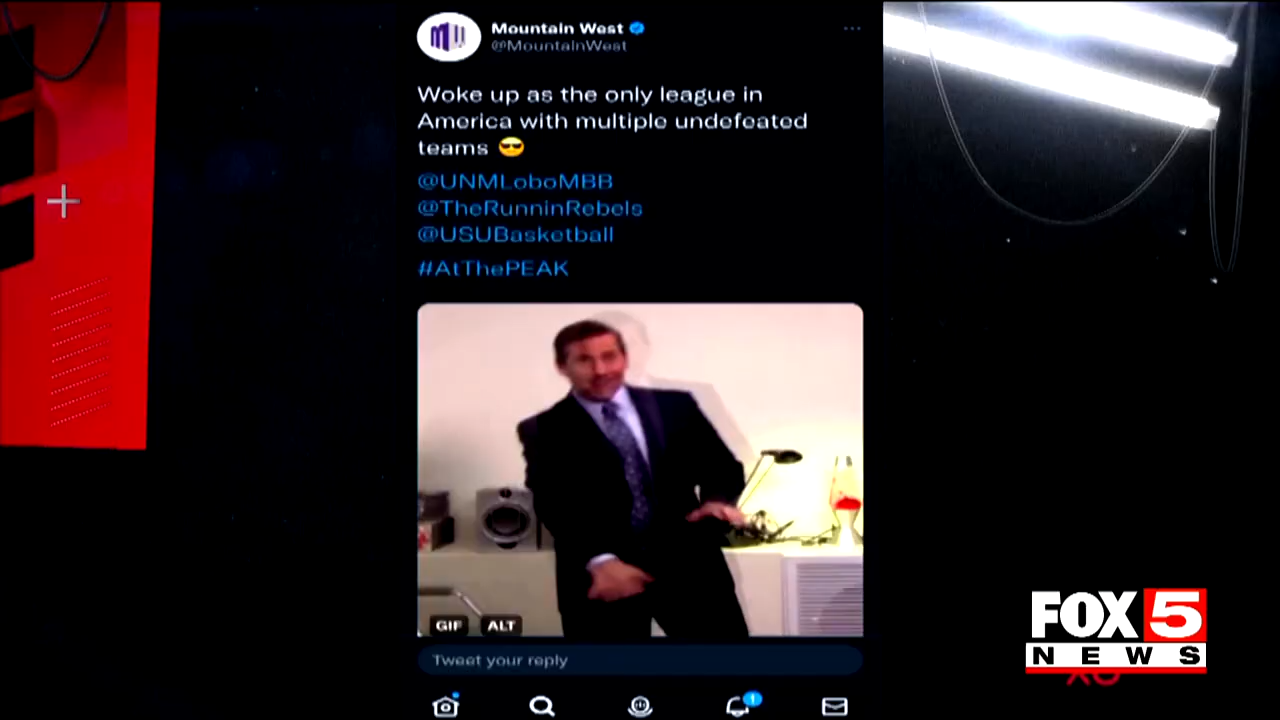 Mountain West
@MountainWest
Woke up as the only league in
America with multiple undefeated
teams 😎
@UNMLoboMBB
@TheRunninRebels
@USUBasketball
#AtThePEAK
GIF ALT
Tweet your reply
1
FOX 5
NEWS